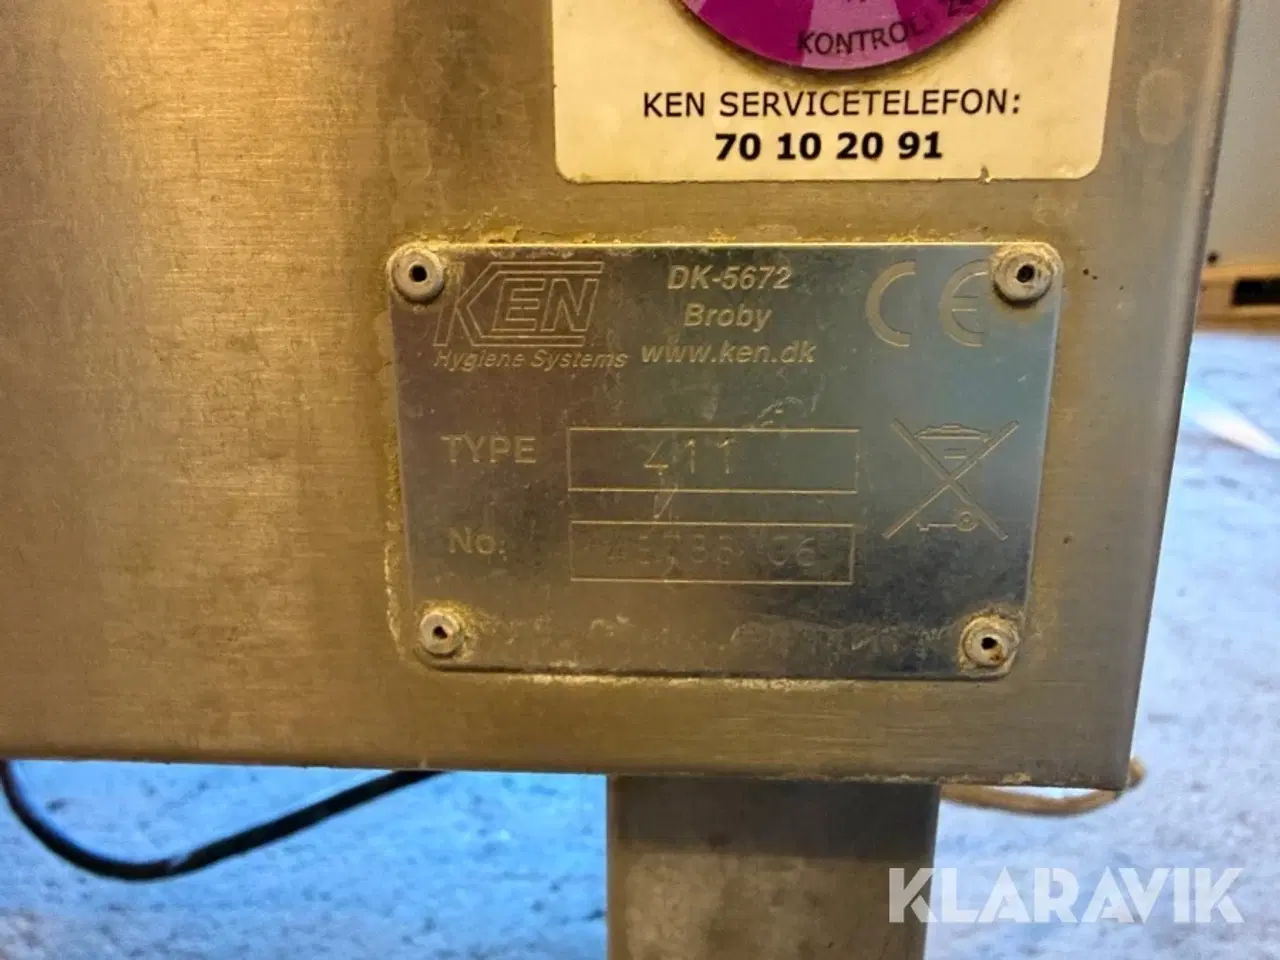 KONTROL:
KEN SERVICETELEFON:
70 10 20 91
KEN
Hygiene Systems
DK-5672
Broby
www.ken.dk
CE
TYPE 411
No.
KLARAVIK